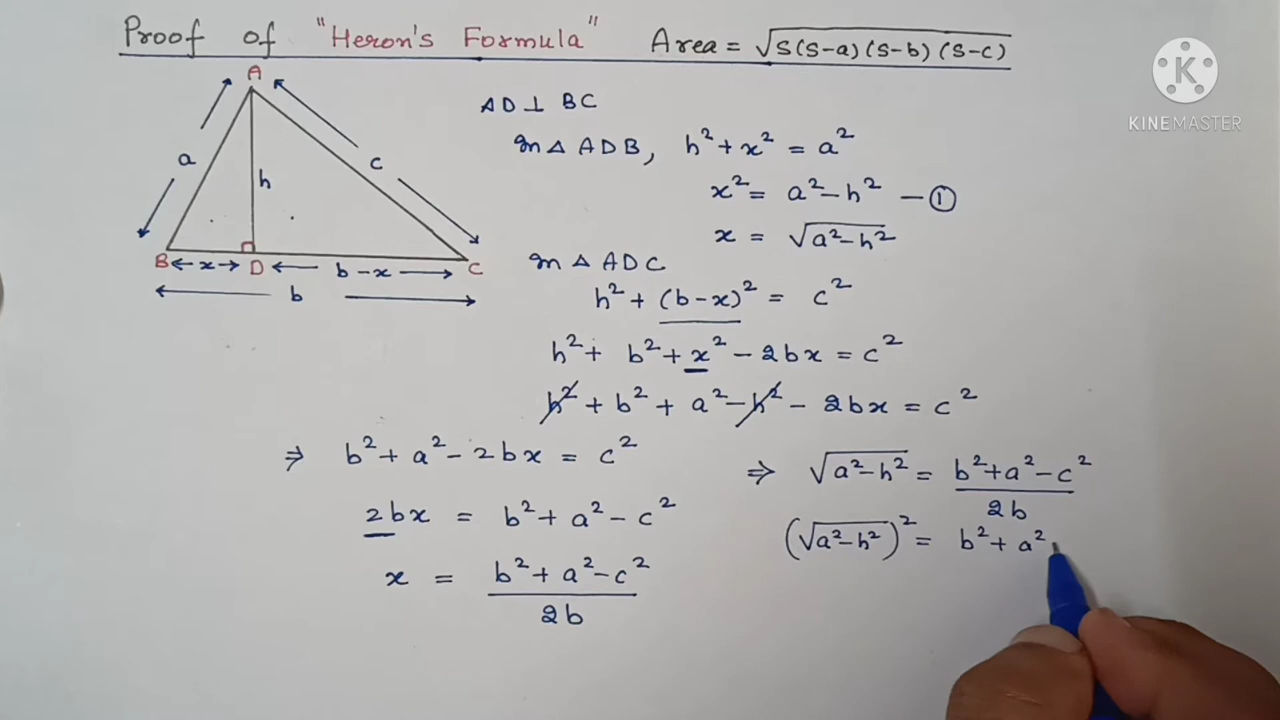 Proof of "Heron's Formula" Area = √S(S-a)(S-b)(S-c)
KINEMASTER
A
a
c
h
B
x
D
b-x
C
b
AD⊥ BC
In △ ADB, h²+x² = a²
x² = a²-h² - ①
x = √a²-h²
In △ ADC
h² + (b-x)² = c²
h² + b² + x² - 2bx = c²
h² + b² + a² - h² - 2bx = c²
⇒ b² + a² - 2bx = c²
2bx = b² + a² - c²
x = b² + a² - c² / 2b
⇒ √a²-h² = b² + a² - c² / 2b
(√a²-h²)² = b² + a²